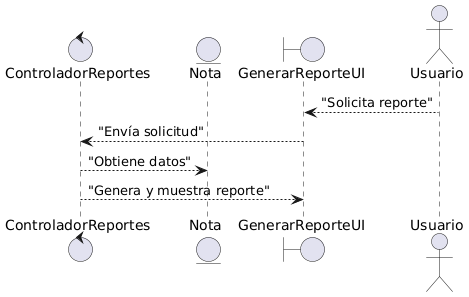 ControladorReportes Nota GenerarReporteUI Usuario
"Solicita reporte"
"Envía solicitud"
"Obtiene datos"
"Genera y muestra reporte"
ControladorReportes Nota GenerarReporteUI Usuario